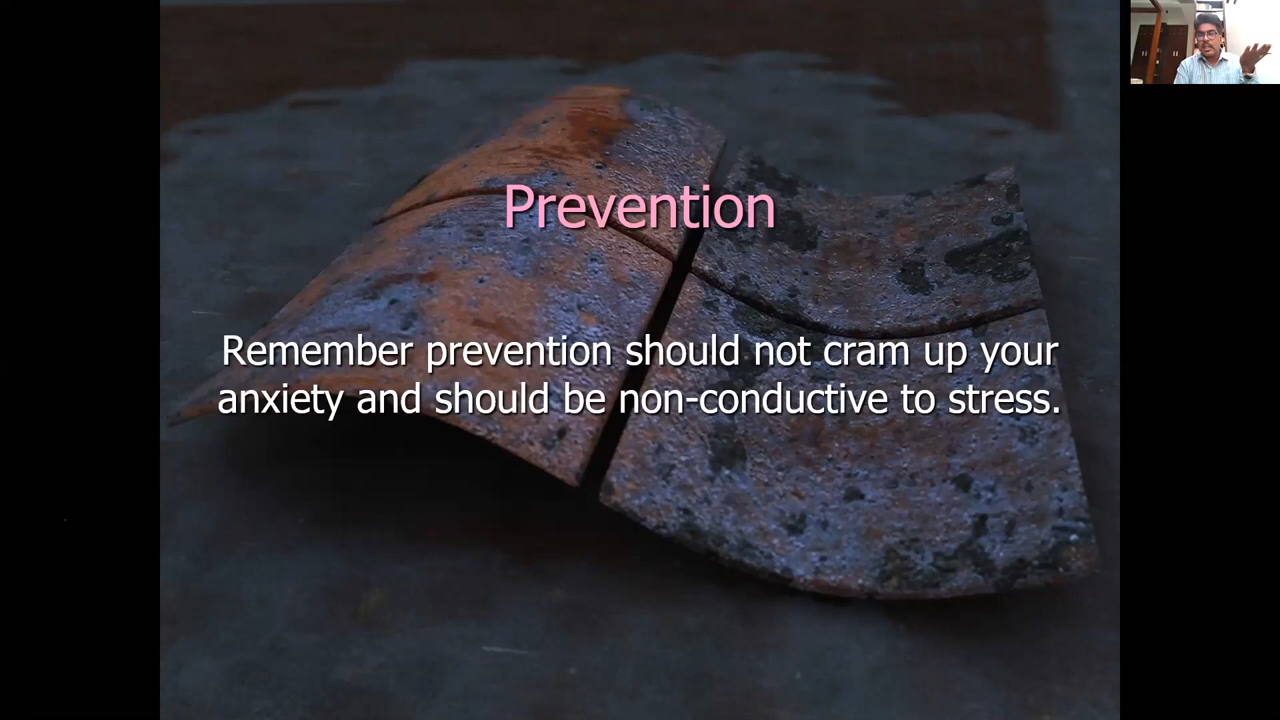 Prevention
Remember prevention should not cram up your
anxiety and should be non-conductive to stress.